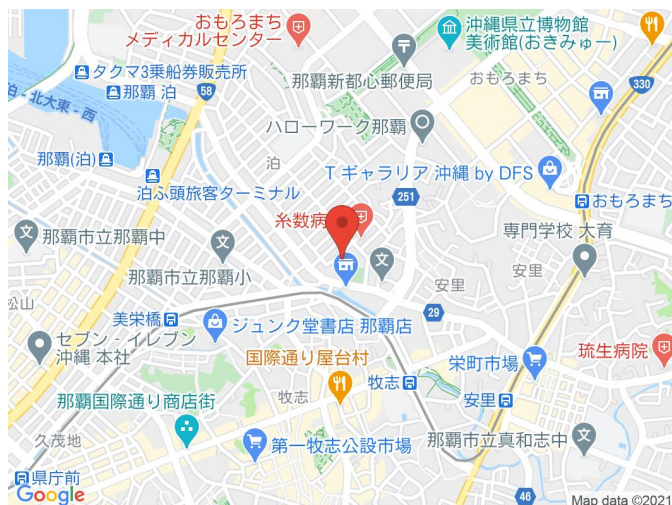 おもろまち
メディカルセンター
沖縄県立博物館
美術館(おきみゅー)
タクマ3乗船券販売所
那覇新都心郵便局
おもろまち
330
那覇 泊
58
北大東 - 西
ハローワーク那覇
泊
那覇(泊)
T ギャラリア 沖縄 by DFS
泊ふ頭旅客ターミナル
251
おもろまち
糸数病
那覇市立那覇中
専門学校 大育
那覇市立那覇小
安里
安里
松山
美栄橋
29
ジュンク堂書店 那覇店
セブン‐イレブン
沖縄 本社
国際通り屋台村
栄町市場
琉生病院
牧志
牧志
安里
那覇国際通り商店街
久茂地
第一牧志公設市場
那覇市立真和志中
県庁前
46
Google
Map data ©2021